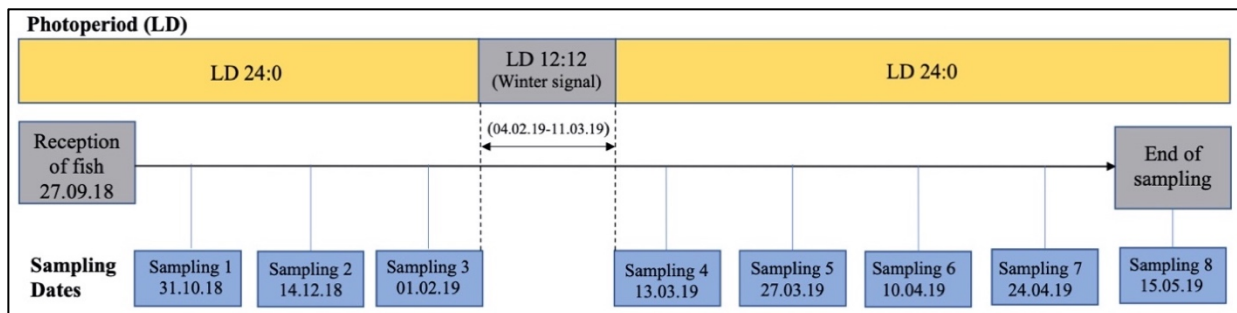 Photoperiod (LD)
LD 24:0
LD 12:12
(Winter signal)
LD 24:0
(04.02.19-11.03.19)
Reception
of fish
27.09.18
End of
sampling
Sampling
Dates
Sampling 1
31.10.18
Sampling 2
14.12.18
Sampling 3
01.02.19
Sampling 4
13.03.19
Sampling 5
27.03.19
Sampling 6
10.04.19
Sampling 7
24.04.19
Sampling 8
15.05.19